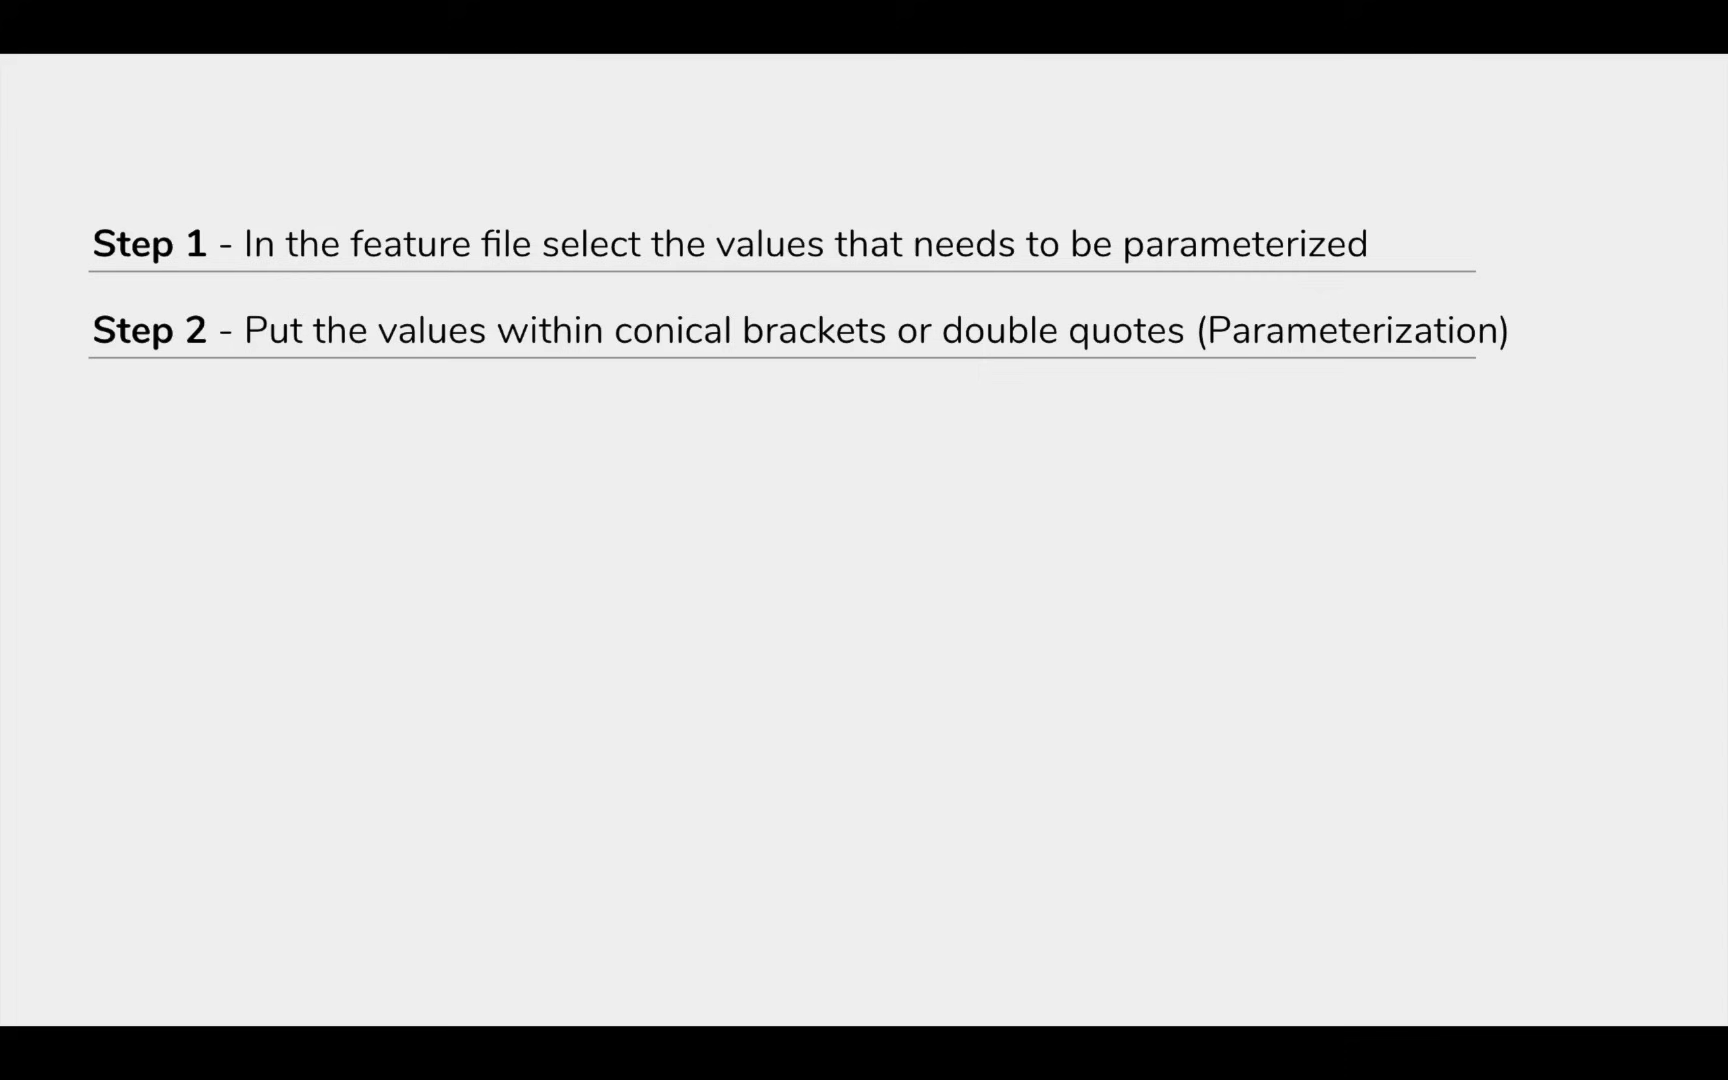 Step 1 - In the feature file select the values that needs to be parameterized
Step 2 - Put the values within conical brackets or double quotes (Parameterization)